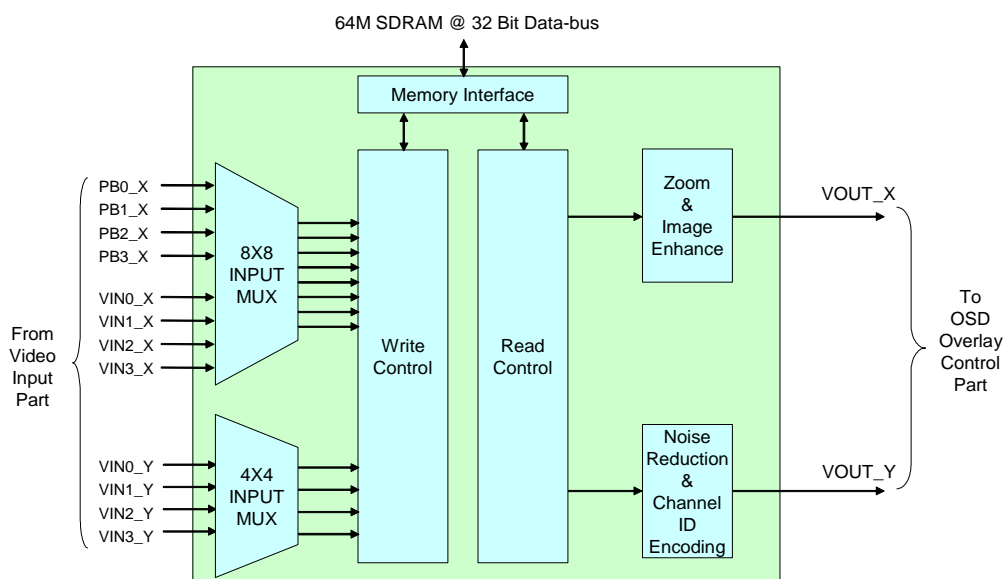 64M SDRAM @ 32 Bit Data-bus
Memory Interface
PB0_X
PB1_X
PB2_X
PB3_X
VIN0_X
VIN1_X
VIN2_X
VIN3_X
8X8
INPUT
MUX
From
Video
Input
Part
Write
Control
Read
Control
Zoom
&
Image
Enhance
VOUT_X
To
OSD
Overlay
Control
Part
VIN0_Y
VIN1_Y
VIN2_Y
VIN3_Y
4X4
INPUT
MUX
Noise
Reduction
&
Channel
ID
Encoding
VOUT_Y